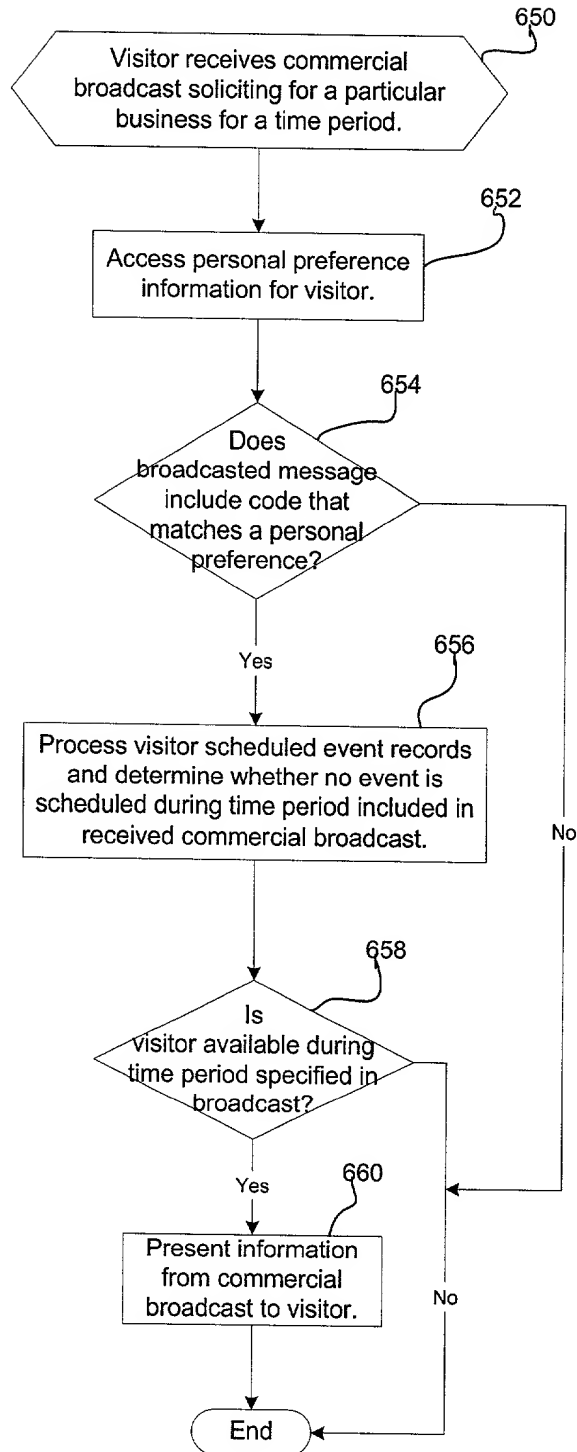 650
Visitor receives commercial
broadcast soliciting for a particular
business for a time period.
652
Access personal preference
information for visitor.
654
Does
broadcasted message
include code that
matches a personal
preference?
Yes
656
Process visitor scheduled event records
and determine whether no event is
scheduled during time period included in
received commercial broadcast.
No
658
Is
visitor available during
time period specified in
broadcast?
Yes
660
Present information
from commercial
broadcast to visitor.
No
End